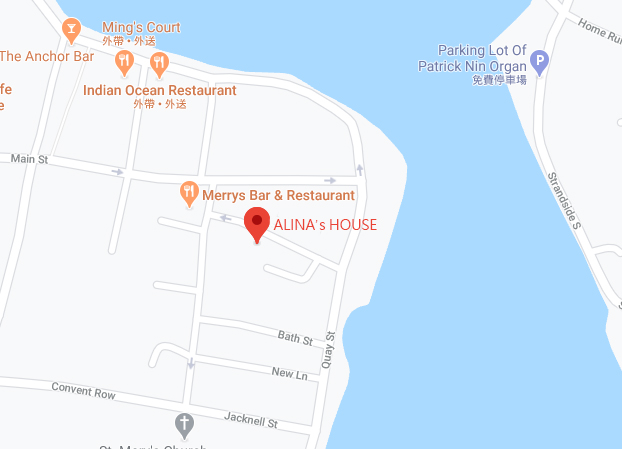 Ming's Court
外帶・外送
The Anchor Bar
Indian Ocean Restaurant
外帶・外送
Home Run
Parking Lot Of
Patrick Nin Organ
免費停車場
P
Main St
Merrys Bar & Restaurant
ALINA's HOUSE
Strandside S
Bath St
Quay St
New Ln
Convent Row
Jacknell St